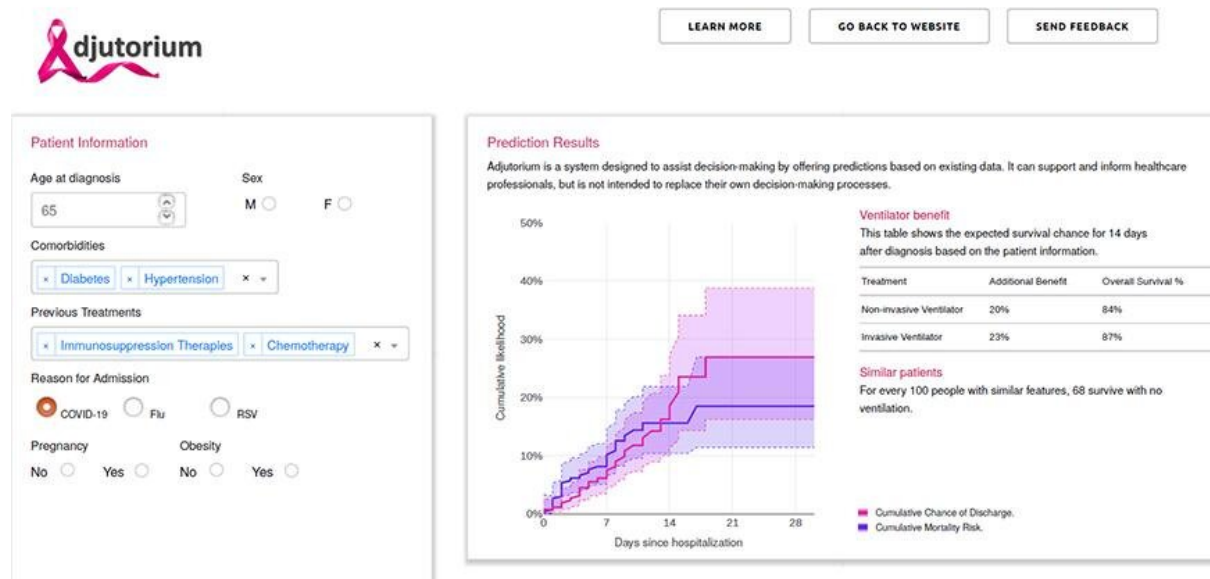 djutorium
LEARN MORE
GO BACK TO WEBSITE
SEND FEEDBACK
Patient Information
Age at diagnosis
Sex
65
M
F
Comorbidities
× Diabetes × Hypertension ×
Previous Treatments
× Immunosuppression Therapies × Chemotherapy ×
Reason for Admission
COVID-19 Flu RSV
Pregnancy Obesity
No Yes No Yes
Prediction Results
Adjutorium is a system designed to assist decision-making by offering predictions based on existing data. It can support and inform healthcare
professionals, but is not intended to replace their own decision-making processes.
50%
40%
30%
20%
10%
0%
Cumulative likelihood
0 7 14 21 28
Days since hospitalization
Ventilator benefit
This table shows the expected survival chance for 14 days
after diagnosis based on the patient information.
Treatment Additional Benefit Overall Survival %
Non-invasive Ventilator 20% 84%
Invasive Ventilator 23% 87%
Similar patients
For every 100 people with similar features, 68 survive with no
ventilation.
Cumulative Chance of Discharge.
Cumulative Mortality Risk.